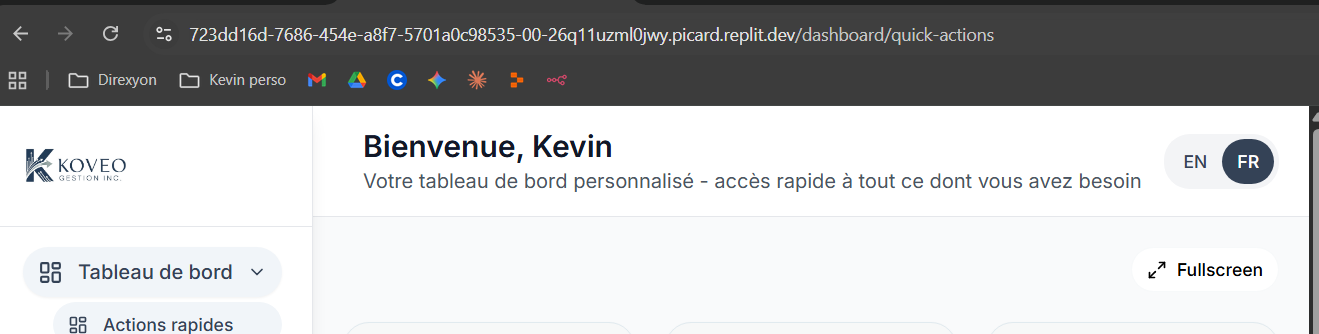 723dd16d-7686-454e-a8f7-5701a0c98535-00-26q11uzml0jwy.picard.replit.dev/dashboard/quick-actions
Direxyon
Kevin perso
KOVEO
GESTION INC.
Bienvenue, Kevin
Votre tableau de bord personnalisé - accès rapide à tout ce dont vous avez besoin
EN
FR
Tableau de bord
Fullscreen
Actions rapides